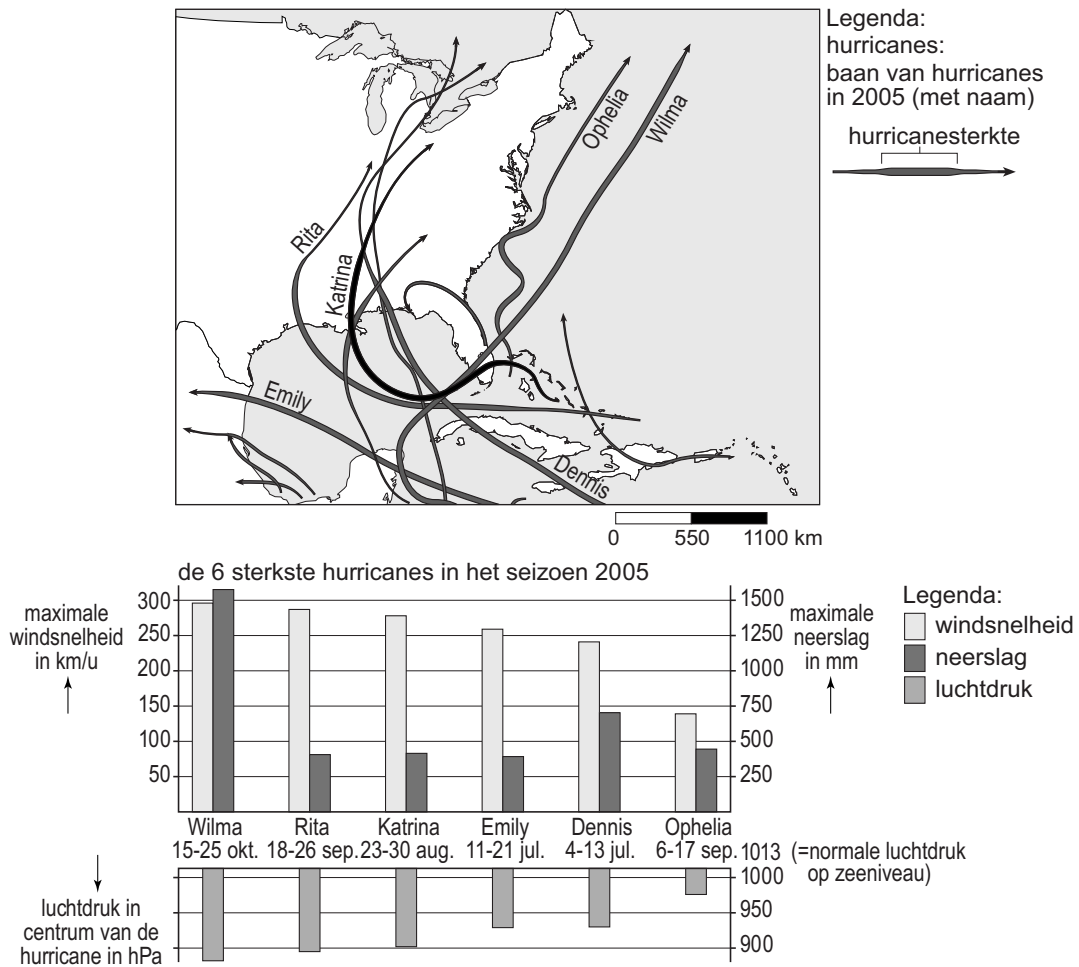 Legenda:
hurricanes:
baan van hurricanes
in 2005 (met naam)
hurricanesterkte
Ophelia
Wilma
Rita
Katrina
Emily
Dennis
0 550 1100 km
de 6 sterkste hurricanes in het seizoen 2005
maximale
windsnelheid
in km/u
300
250
200
150
100
50
1500
1250
1000
750
500
250
maximale
neerslag
in mm
Legenda:
windsnelheid
neerslag
luchtdruk
Wilma Rita Katrina Emily Dennis Ophelia
15-25 okt. 18-26 sep. 23-30 aug. 11-21 jul. 4-13 jul. 6-17 sep. 1013 (=normale luchtdruk
op zeeniveau)
1000
950
900
luchtdruk in
centrum van de
hurricane in hPa